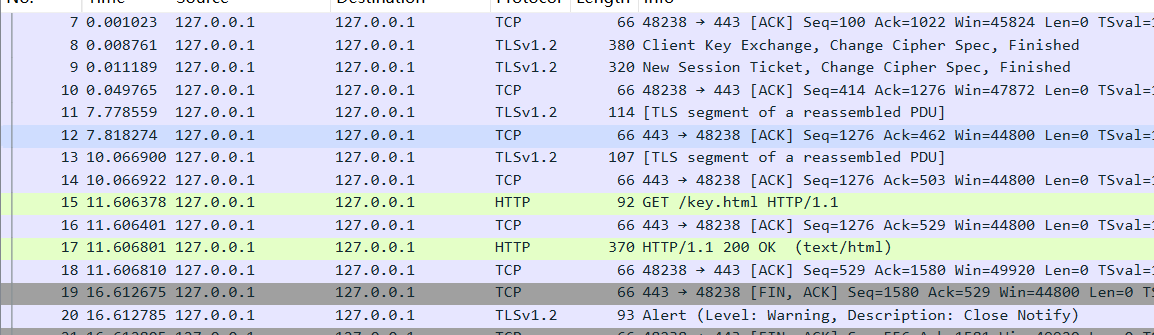 No. Time Source Destination Protocol Length Info
7 0.001023 127.0.0.1 127.0.0.1 TCP 66 48238 → 443 [ACK] Seq=100 Ack=1022 Win=45824 Len=0 TSval=1
8 0.008761 127.0.0.1 127.0.0.1 TLSv1.2 380 Client Key Exchange, Change Cipher Spec, Finished
9 0.011189 127.0.0.1 127.0.0.1 TLSv1.2 320 New Session Ticket, Change Cipher Spec, Finished
10 0.049765 127.0.0.1 127.0.0.1 TCP 66 48238 → 443 [ACK] Seq=414 Ack=1276 Win=47872 Len=0 TSval=1
11 7.778559 127.0.0.1 127.0.0.1 TLSv1.2 114 [TLS segment of a reassembled PDU]
12 7.818274 127.0.0.1 127.0.0.1 TCP 66 443 → 48238 [ACK] Seq=1276 Ack=462 Win=44800 Len=0 TSval=1
13 10.066900 127.0.0.1 127.0.0.1 TLSv1.2 107 [TLS segment of a reassembled PDU]
14 10.066922 127.0.0.1 127.0.0.1 TCP 66 443 → 48238 [ACK] Seq=1276 Ack=503 Win=44800 Len=0 TSval=1
15 11.606378 127.0.0.1 127.0.0.1 HTTP 92 GET /key.html HTTP/1.1
16 11.606401 127.0.0.1 127.0.0.1 TCP 66 443 → 48238 [ACK] Seq=1276 Ack=529 Win=44800 Len=0 TSval=1
17 11.606801 127.0.0.1 127.0.0.1 HTTP 370 HTTP/1.1 200 OK (text/html)
18 11.606810 127.0.0.1 127.0.0.1 TCP 66 48238 → 443 [ACK] Seq=529 Ack=1580 Win=49920 Len=0 TSval=1
19 16.612675 127.0.0.1 127.0.0.1 TCP 66 443 → 48238 [FIN, ACK] Seq=1580 Ack=529 Win=44800 Len=0 TS
20 16.612785 127.0.0.1 127.0.0.1 TLSv1.2 93 Alert (Level: Warning, Description: Close Notify)